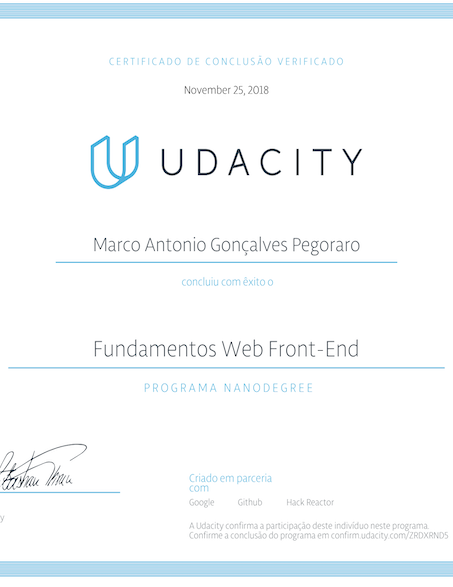 CERTIFICADO DE CONCLUSÃO VERIFICADO
November 25, 2018
UDACITY
Marco Antonio Gonçalves Pegoraro
concluiu com êxito o
Fundamentos Web Front-End
PROGRAMA NANODEGREE
Criado em parceria
com
Google Github Hack Reactor
A Udacity confirma a participação deste indivíduo neste programa.
Confirme a conclusão do programa em confirm.udacity.com/ZRDXRND5